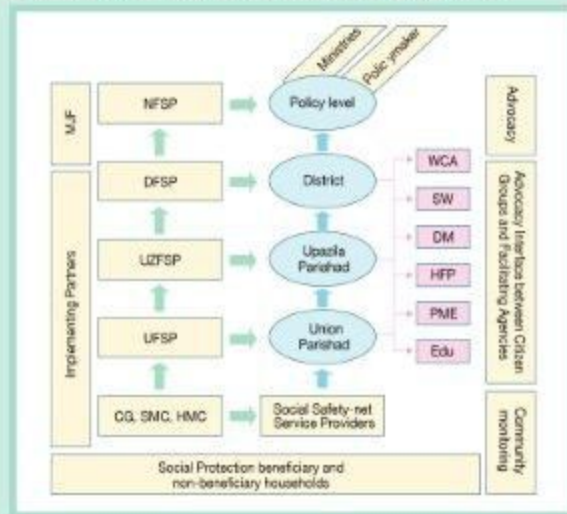 Ministries
Policymaker
MJF
NFSP
Policy level
Advocacy
DFSP
District
WCA
SW
Implementing Partners
UZFSP
Upazila
Pariahad
DM
HFP
Advocacy Interface between Citizen
Groups and Facilitating Agencies
UFSP
Union
Parishad
PME
Edu
CG, SMC, HMC
Social Safety-net
Service Providers
Community
monitoring
Social Protection beneficiary and
non-beneficiary households